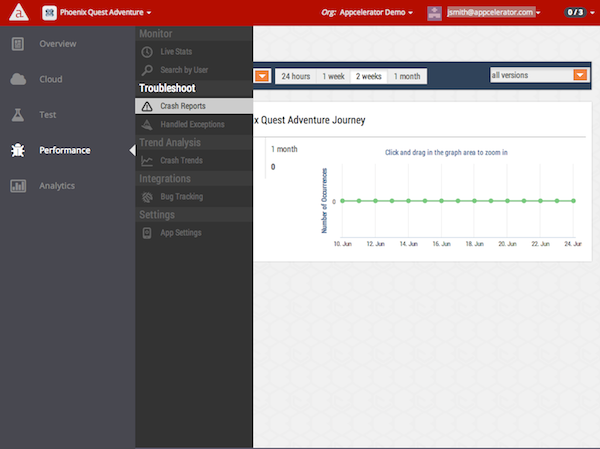 Phoenix Quest Adventure
Org: Appcelerator Demo
jsmith@appcelerator.com
0 / 3
Overview
Cloud
Test
Performance
Analytics
Monitor
Live Stats
Search by User
Troubleshoot
Crash Reports
Handled Exceptions
Trend Analysis
Crash Trends
Integrations
Bug Tracking
Settings
App Settings
24 hours 1 week 2 weeks 1 month
all versions
x Quest Adventure Journey
1 month
0
Click and drag in the graph area to zoom in
Number of Occurrences
0
10. Jun 12. Jun 14. Jun 16. Jun 18. Jun 20. Jun 22. Jun 24. Jun